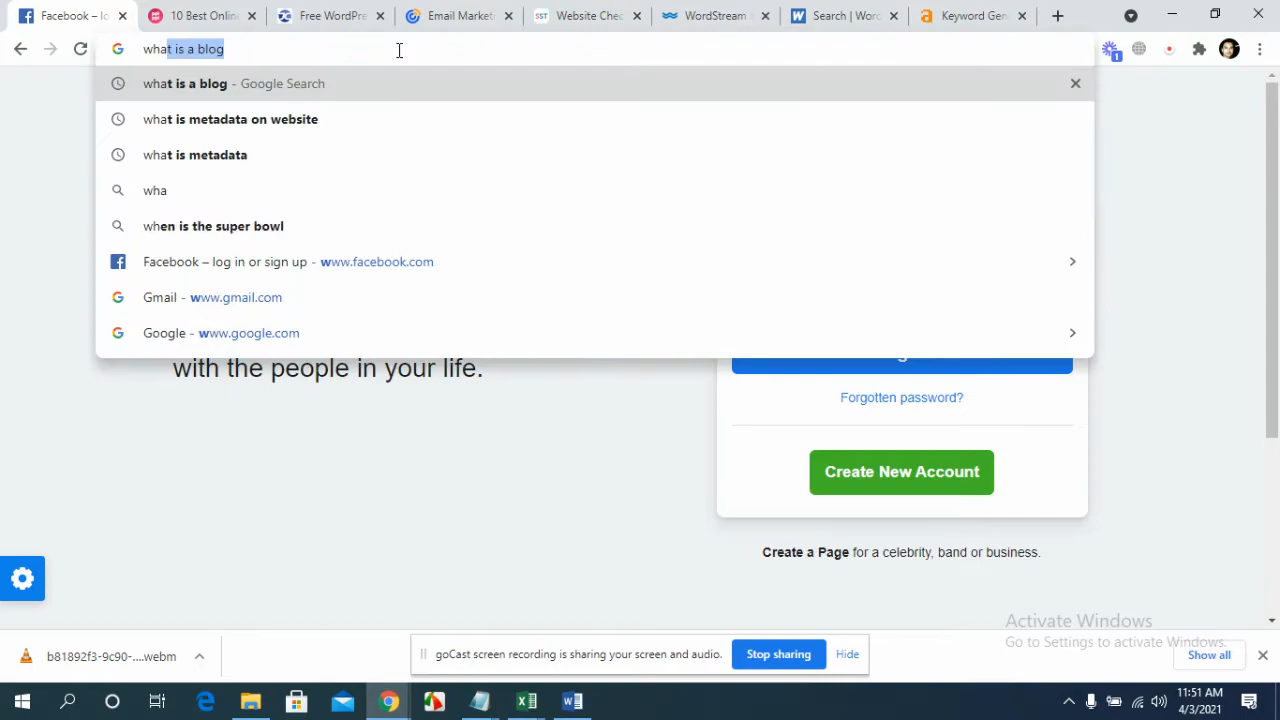 Facebook – lo
10 Best Onlin
Free WordPre
Email Market
Website Chec
WordStream
Search | Word
Keyword Gen
what is a blog
what is a blog - Google Search
what is metadata on website
what is metadata
wha
when is the super bowl
Facebook – log in or sign up - www.facebook.com
Gmail - www.gmail.com
Google - www.google.com
with the people in your life.
Forgotten password?
Create New Account
Create a Page for a celebrity, band or business.
Activate Windows
Go to Settings to activate Windows.
b81892f3-9c90-....webm
goCast screen recording is sharing your screen and audio.
Stop sharing
Hide
Show all
11:51 AM
4/3/2021